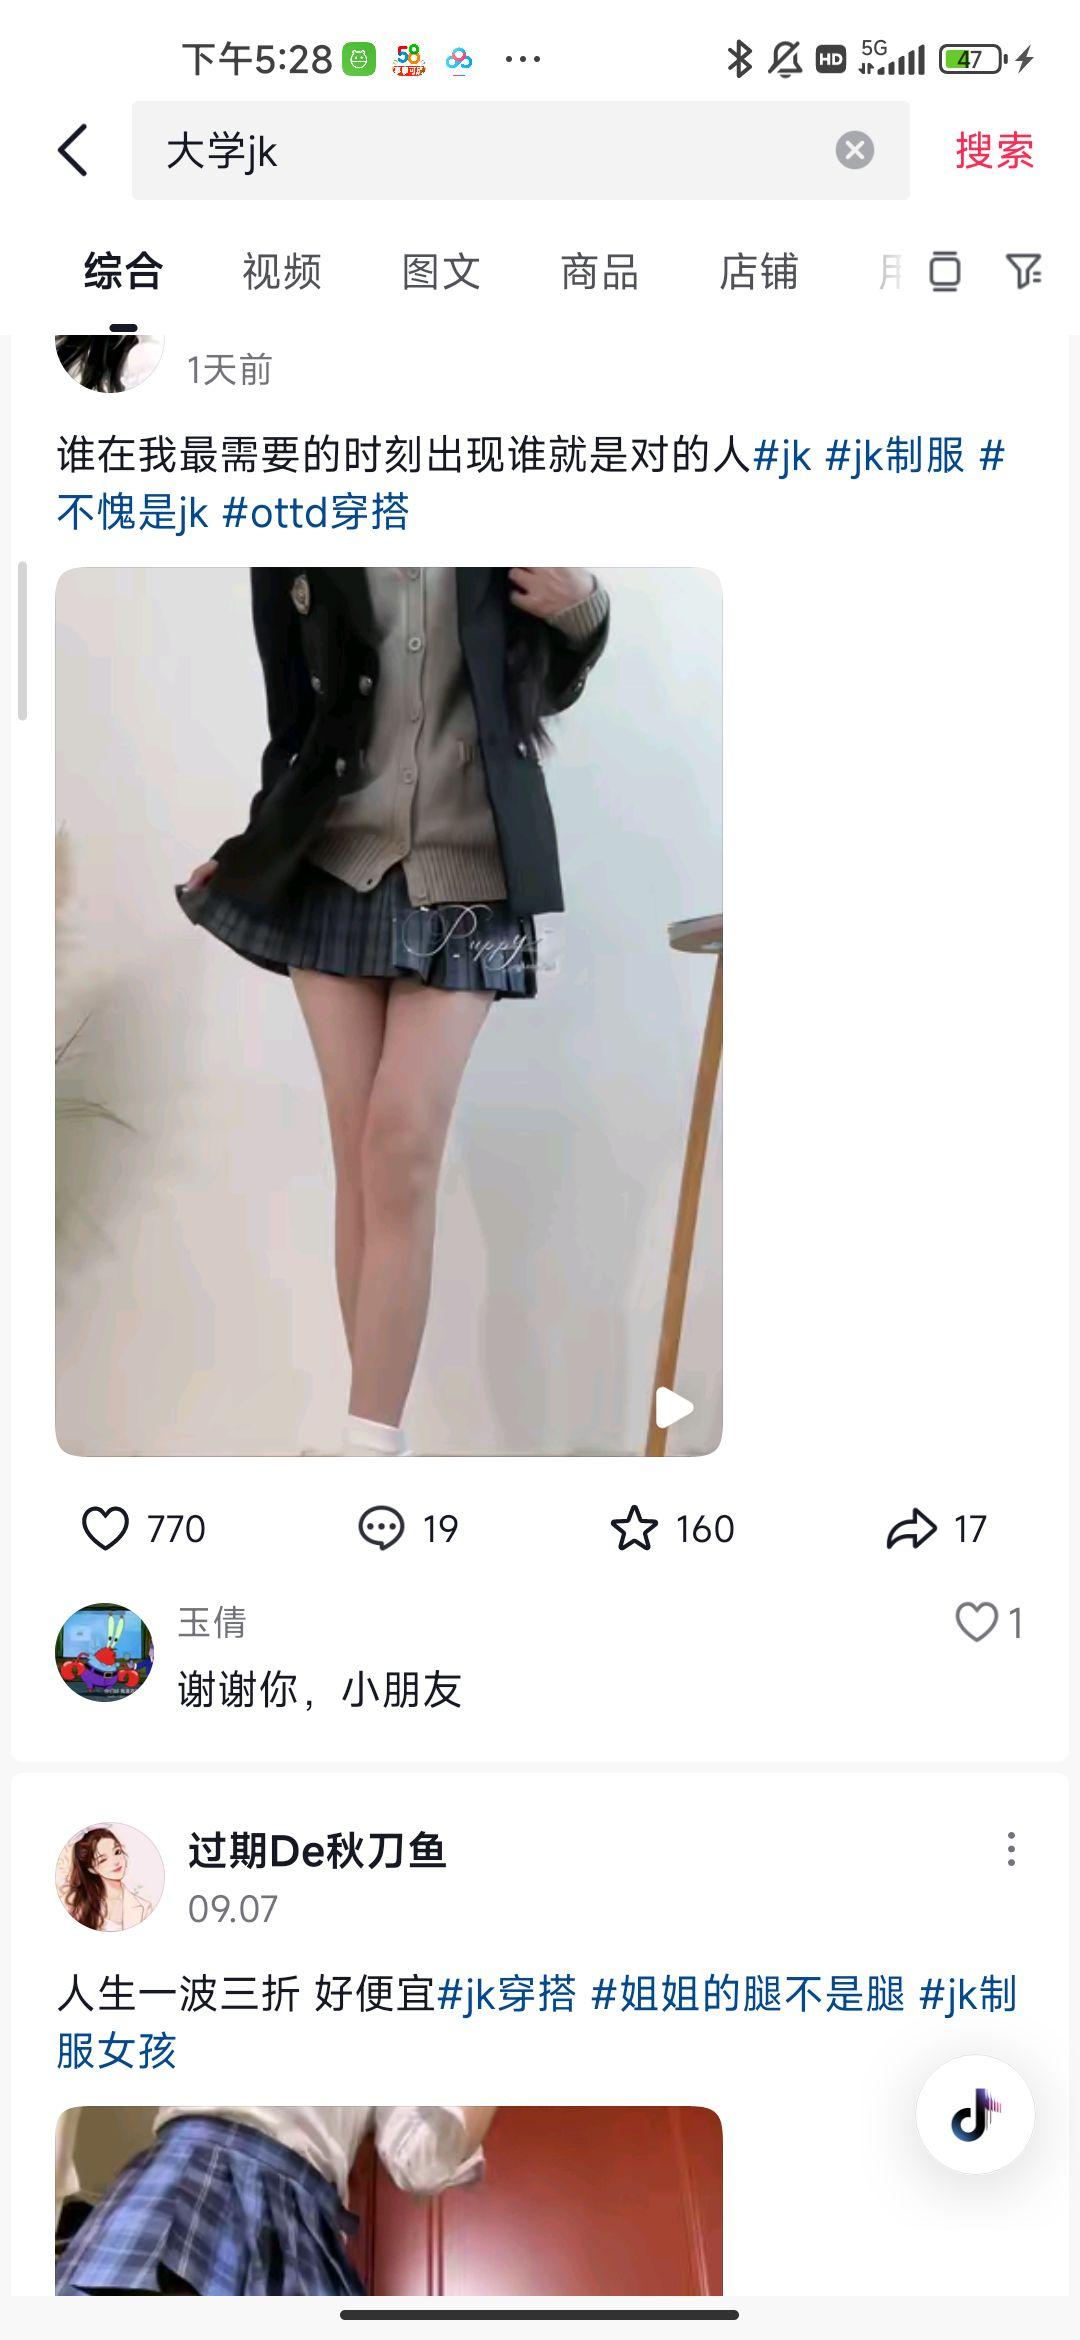 下午5:28
58
HD
5G
47
大学jk
搜索
综合
视频
图文
商品
店铺
1天前
谁在我最需要的时刻出现谁就是对的人#jk #jk制服 #
不愧是jk #ottd穿搭
Puppy
770
19
160
17
玉倩
1
谢谢你，小朋友
过期De秋刀鱼
09.07
人生一波三折 好便宜#jk穿搭 #姐姐的腿不是腿 #jk制
服女孩